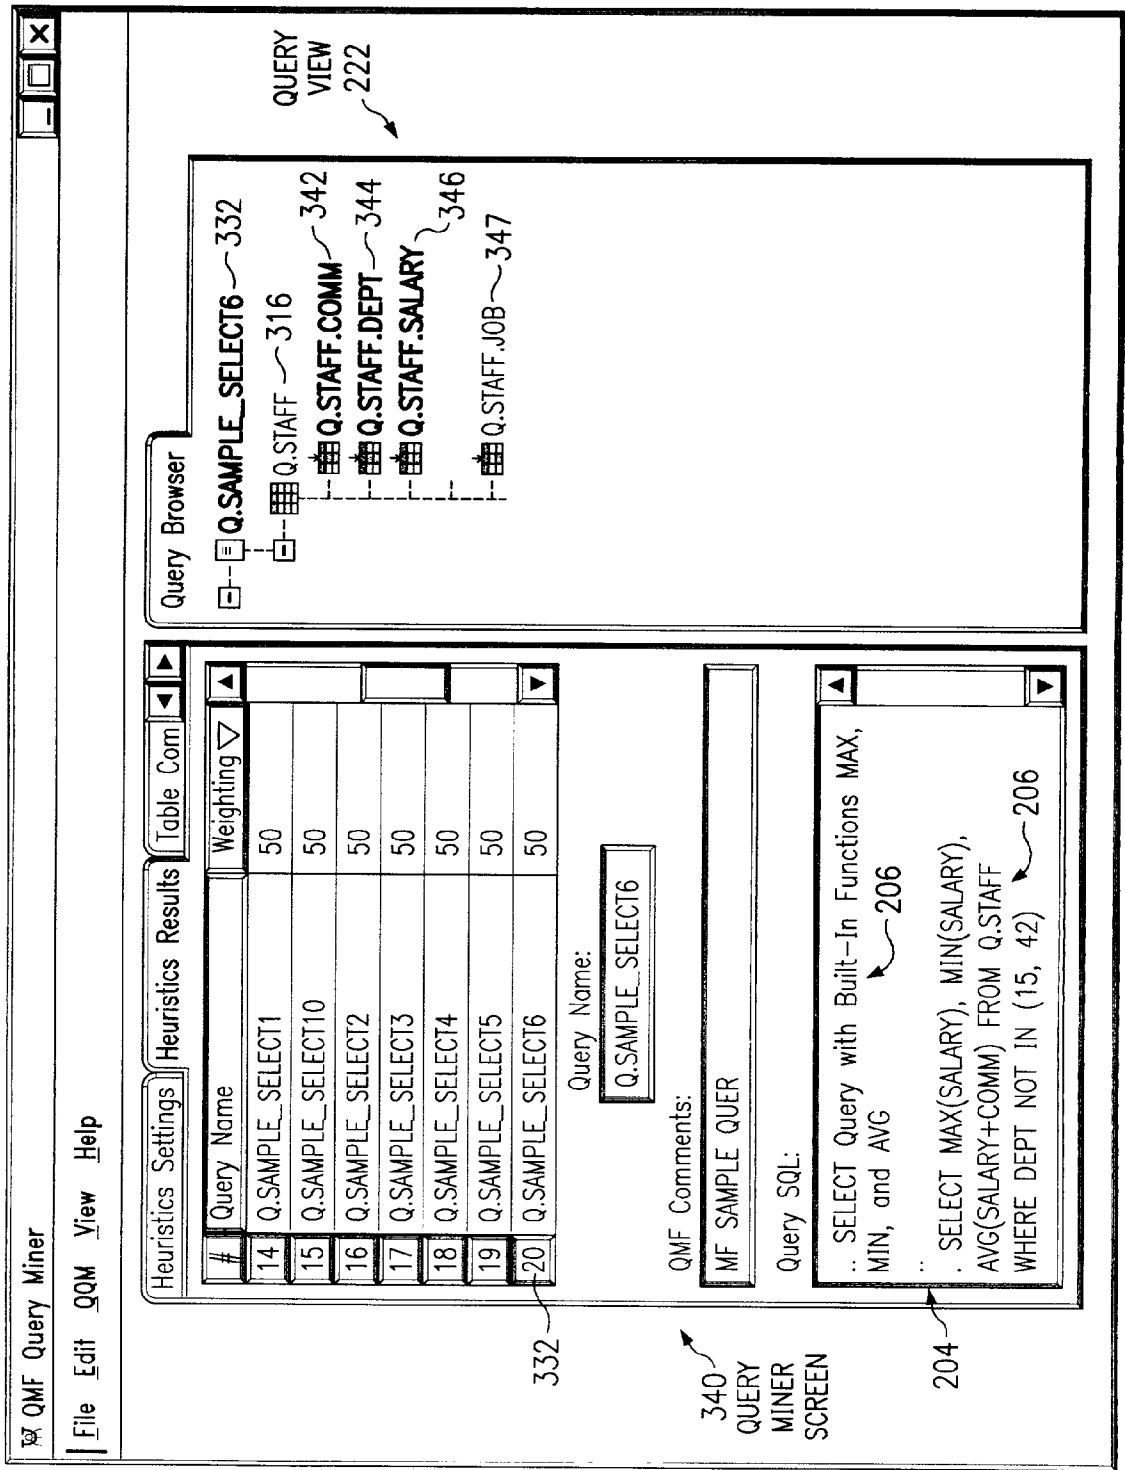 QMF Query Miner
File Edit QQM View Help
Heuristics Settings Heuristics Results Table Com
# Query Name Weighting
14 Q.SAMPLE_SELECT1 50
15 Q.SAMPLE_SELECT10 50
16 Q.SAMPLE_SELECT2 50
17 Q.SAMPLE_SELECT3 50
18 Q.SAMPLE_SELECT4 50
19 Q.SAMPLE_SELECT5 50
20 Q.SAMPLE_SELECT6 50
332
Query Name:
Q.SAMPLE_SELECT6
QMF Comments:
MF SAMPLE QUER
340
QUERY
MINER
SCREEN
Query SQL:
.. SELECT Query with Built-In Functions MAX,
MIN, and AVG
206
..
. SELECT MAX(SALARY), MIN(SALARY),
AVG(SALARY+COMM) FROM Q.STAFF
WHERE DEPT NOT IN (15, 42)
206
204
Query Browser
Q.SAMPLE_SELECT6 332
Q.STAFF 316
Q.STAFF.COMM 342
Q.STAFF.DEPT 344
Q.STAFF.SALARY 346
Q.STAFF.JOB 347
QUERY
VIEW
222